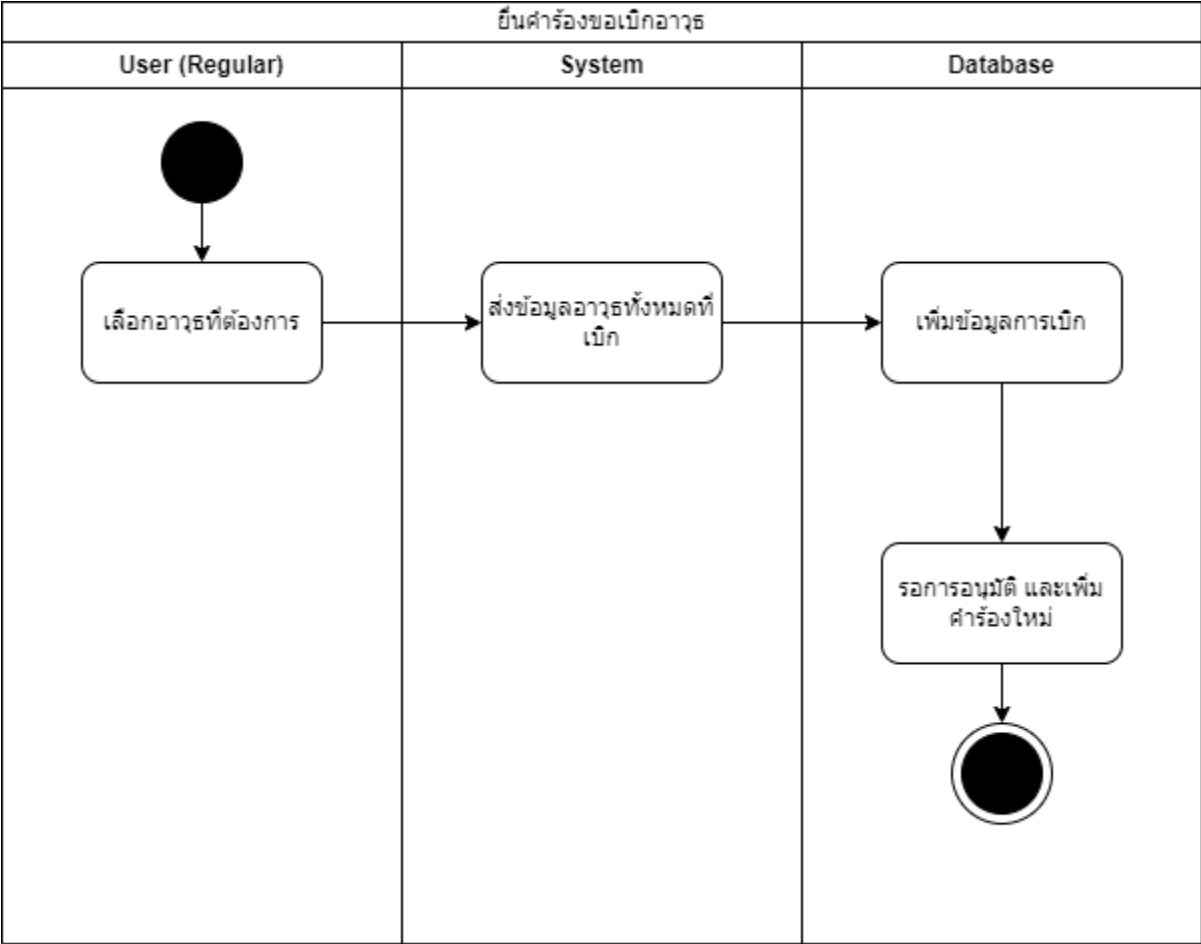 ยื่นคำร้องขอเบิกอาวุธ
User (Regular)
System
Database
เลือกอาวุธที่ต้องการ
ส่งข้อมูลอาวุธทั้งหมดที่
เบิก
เพิ่มข้อมูลการเบิก
รอการอนุมัติ และเพิ่ม
คำร้องใหม่